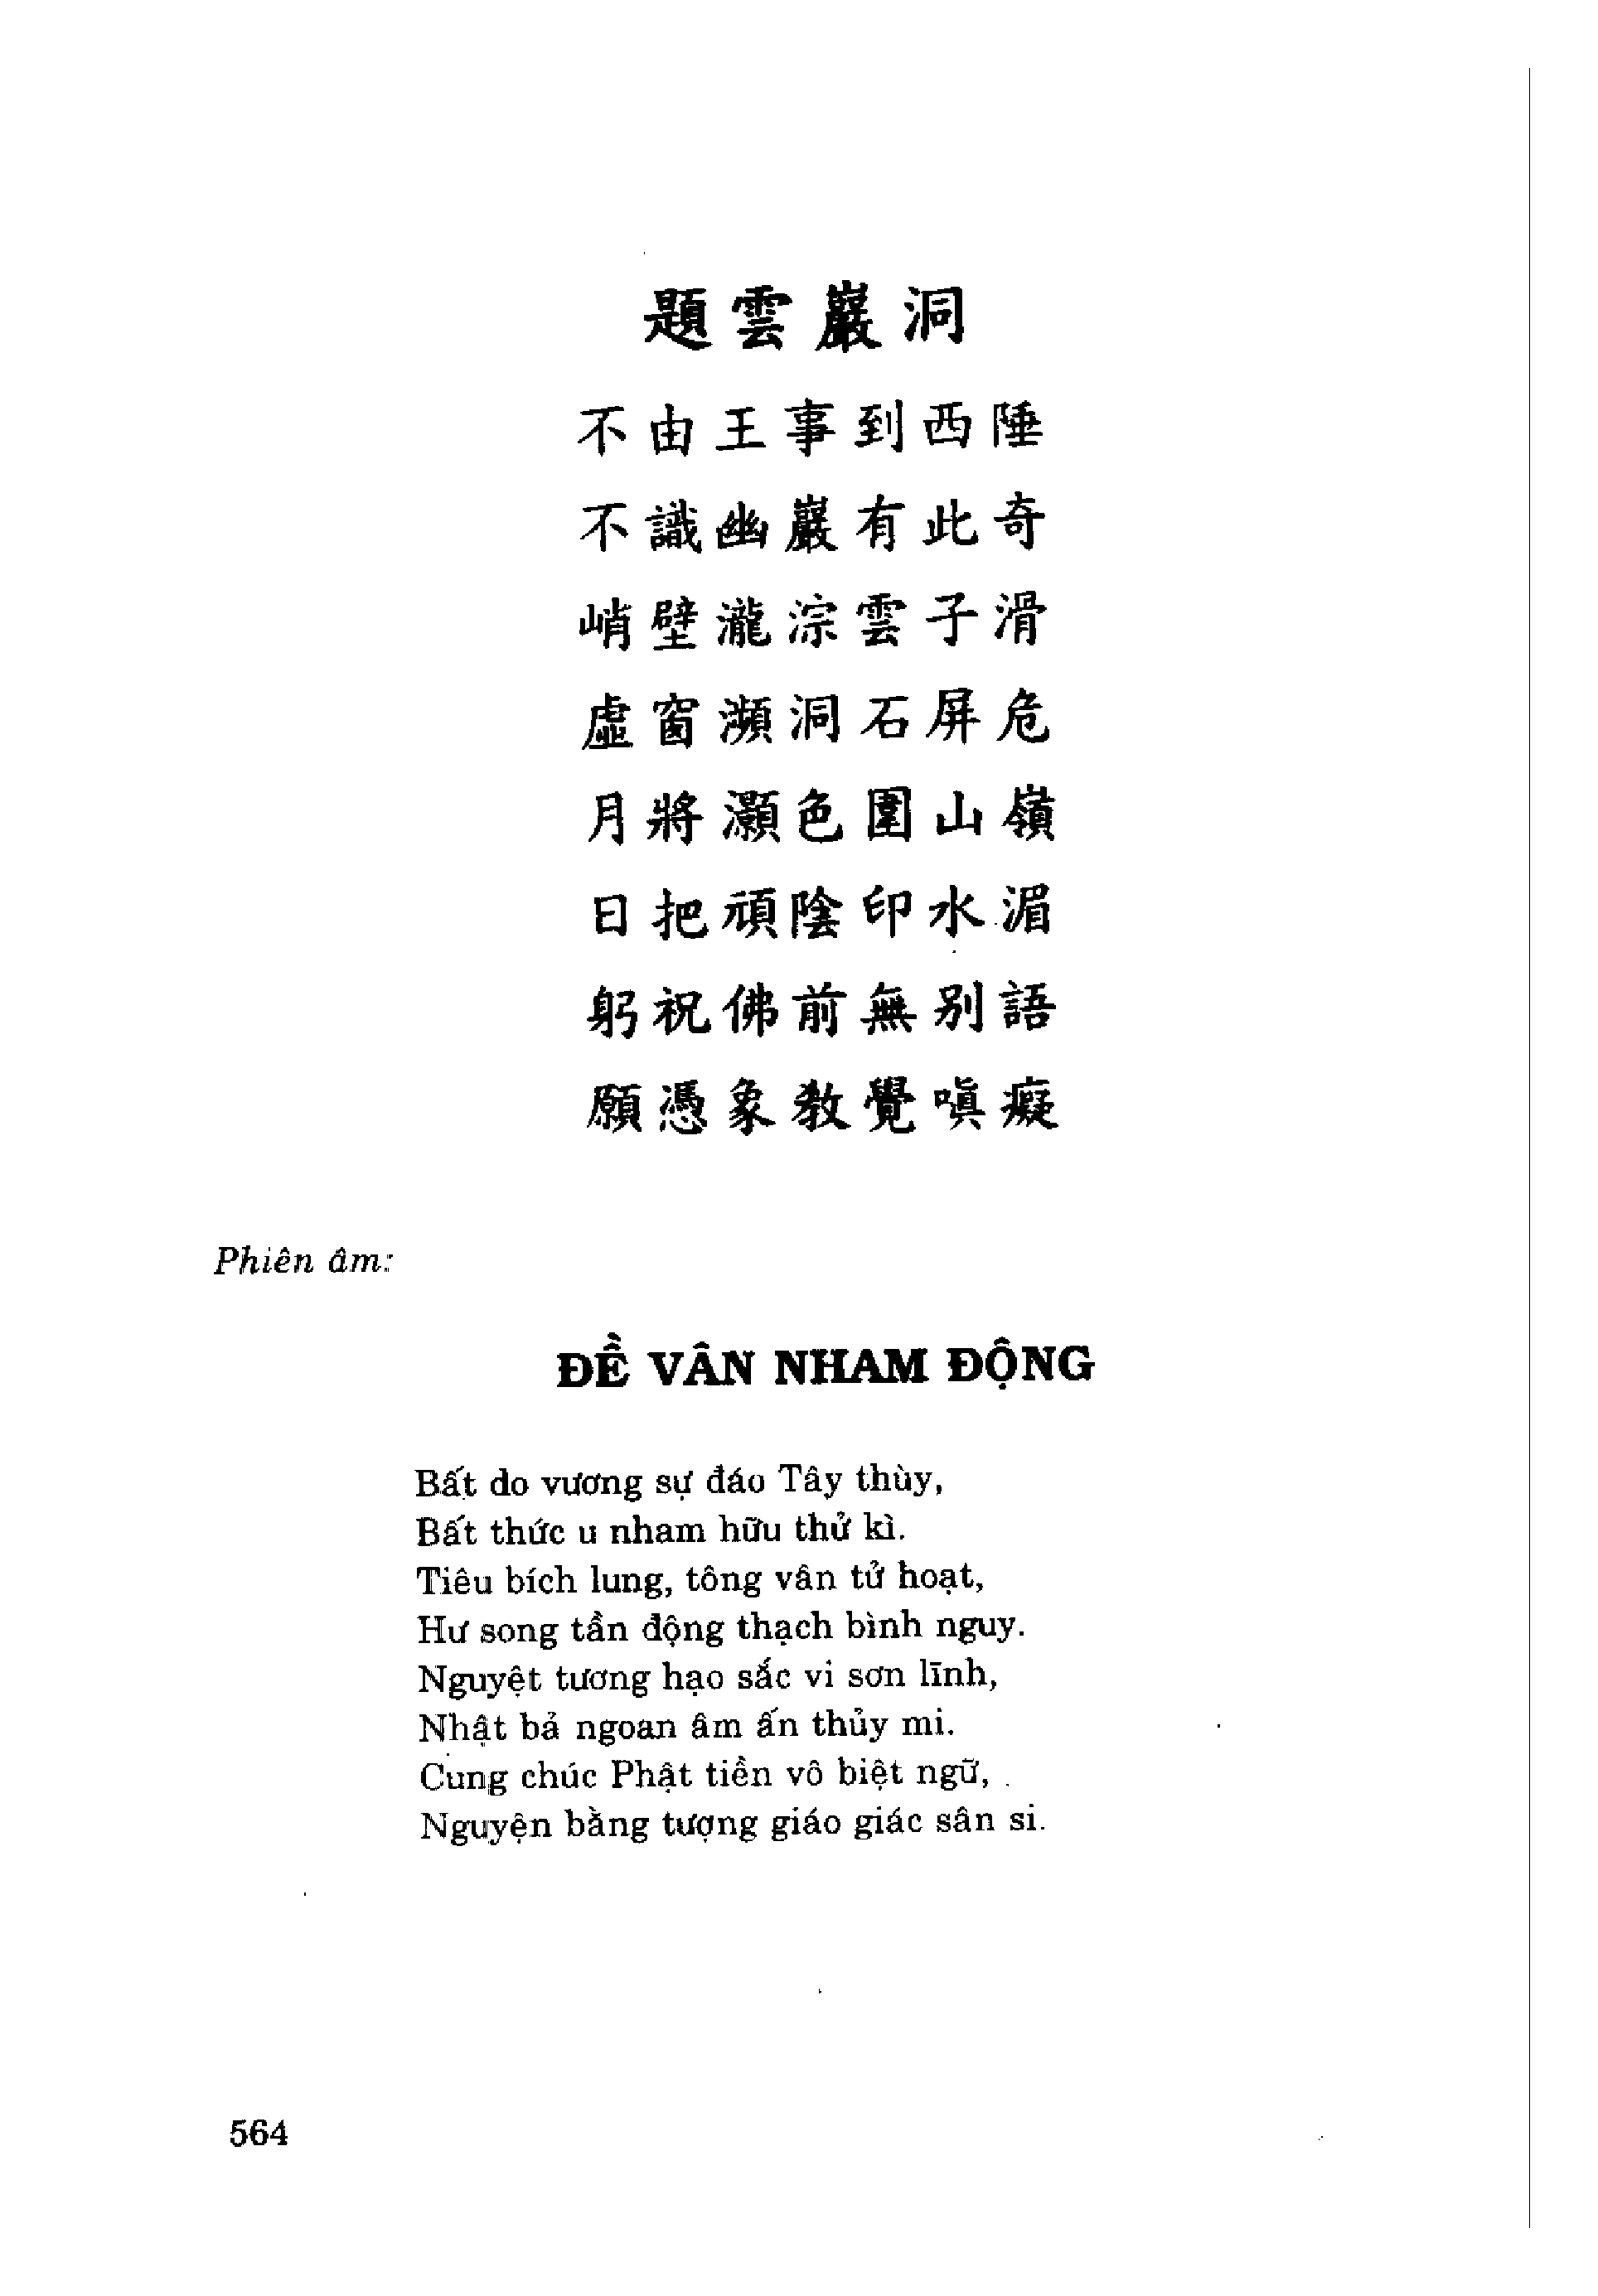 題雲巖洞
不由王事到西陲
不識幽巖有此奇
峭壁瀧淙雲子滑
虛窗瀕洞石屏危
月將灝色圍山嶺
日把頑陰印水湄
躬祝佛前無别語
願憑象教覺嗔癡
Phiên âm:
ĐỀ VÂN NHAM ĐỘNG
Bất do vương sự đáo Tây thùy,
Bất thức u nham hữu thử kì.
Tiêu bích lung, tông vân tử hoạt,
Hư song tần động thạch bình nguy.
Nguyệt tương hạo sắc vi sơn lĩnh,
Nhật bả ngoan âm ấn thủy mi.
Cung chúc Phật tiền vô biệt ngữ,
Nguyện bằng tượng giáo giác sân si.
564